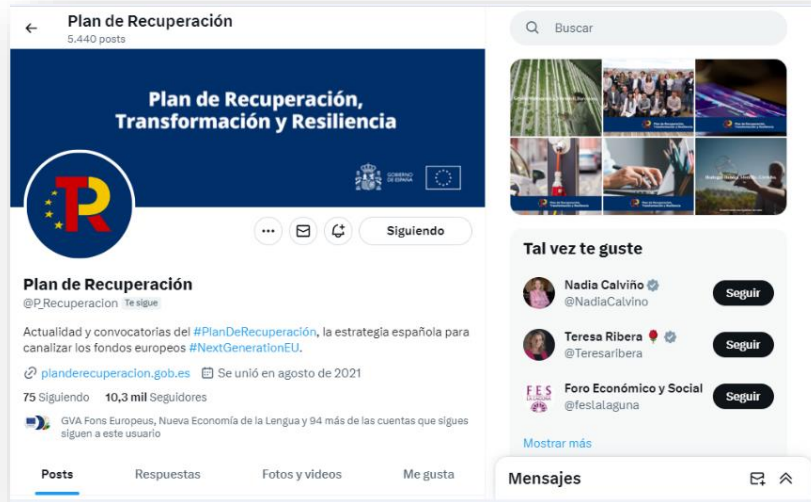 Plan de Recuperación
5.440 posts
Plan de Recuperación,
Transformación y Resiliencia
GOBIERNO
DE ESPAÑA
Siguiendo
Plan de Recuperación
@P_Recuperacion Te sigue
Actualidad y convocatorias del #PlanDeRecuperación, la estrategia española para
canalizar los fondos europeos #NextGenerationEU.
planderecuperacion.gob.es Se unió en agosto de 2021
75 Siguiendo 10,3 mil Seguidores
GVA Fons Europeus, Nueva Economía de la Lengua y 94 más de las cuentas que sigues
siguen a este usuario
Posts Respuestas Fotos y videos Me gusta
Buscar
Tal vez te guste
Nadia Calviño
@NadiaCalvino
Seguir
Teresa Ribera
@Teresaribera
Seguir
FES
Foro Económico y Social
@feslalaguna
Seguir
Mostrar más
Mensajes